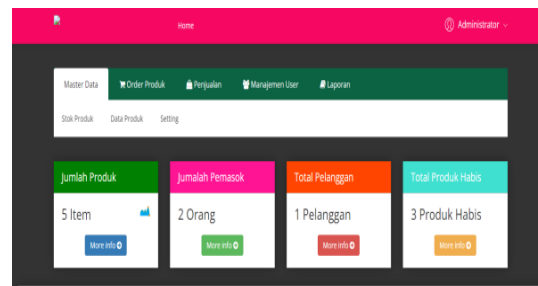 Home Administrator
Master Data Order Produk Penjualan Manajemen User Laporan
Stok Produk Data Produk Setting
Jumlah Produk Jumalah Pemasok Total Pelanggan Total Produk Habis
5 Item 2 Orang 1 Pelanggan 3 Produk Habis
More info More info More info More info